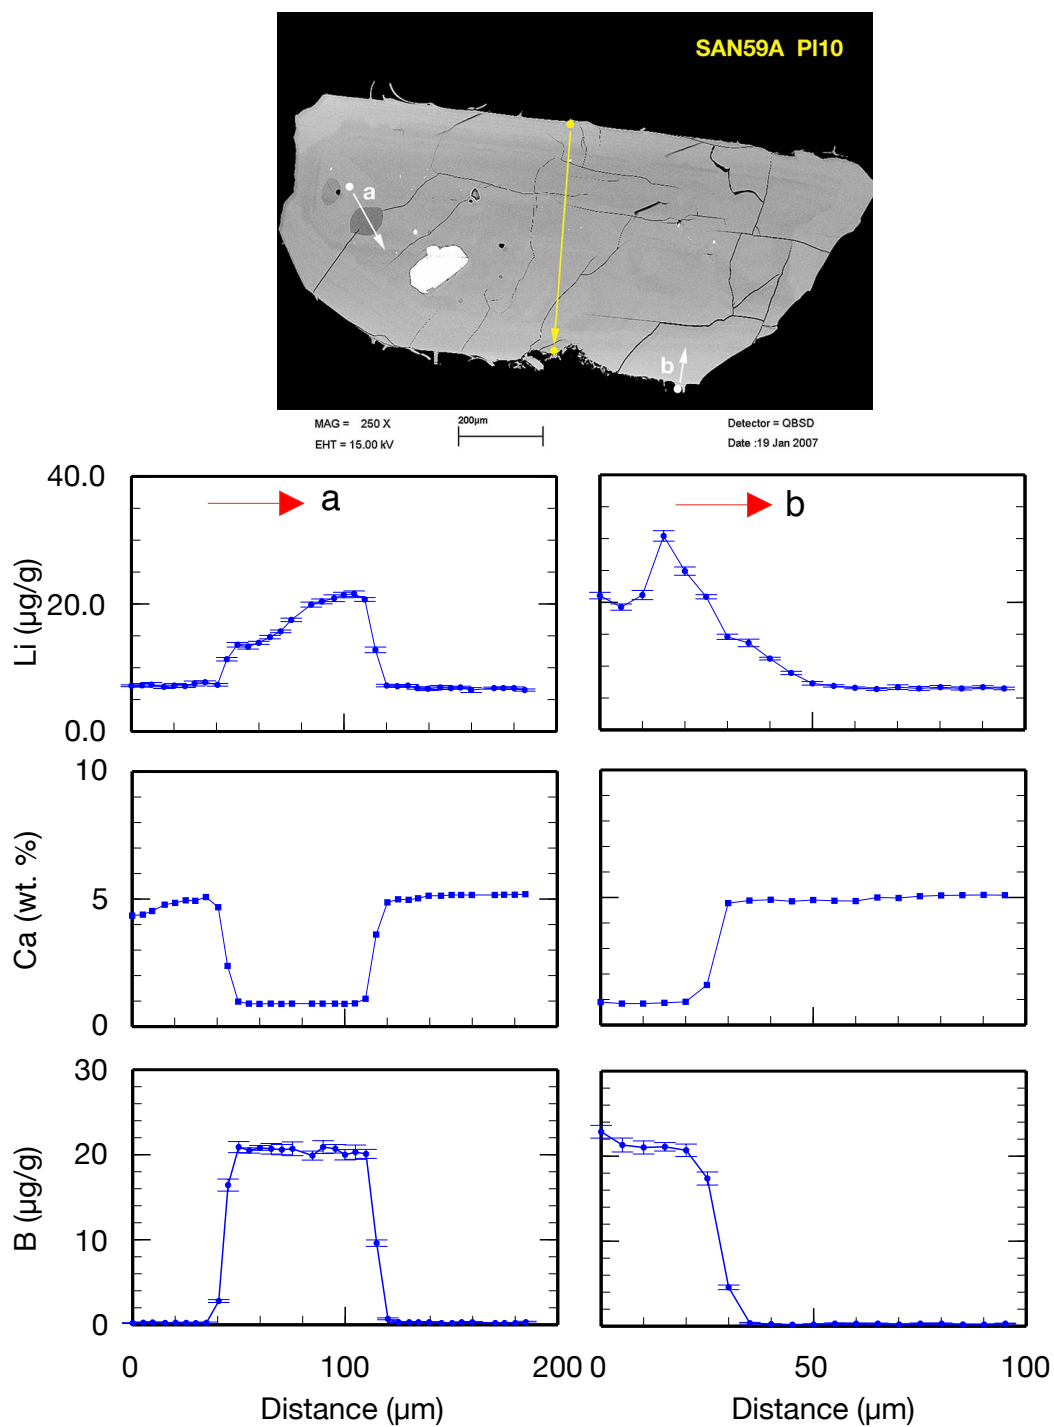 SAN59A Pl10
a
b
MAG = 250 X
200µm
Detector = QBSD
EHT = 15.00 kV
Date :19 Jan 2007
40.0
20.0
0.0
Li (µg/g)
a
b
10
5
0
Ca (wt. %)
30
20
10
0
B (µg/g)
0
100
200
0
50
100
Distance (µm)
Distance (µm)